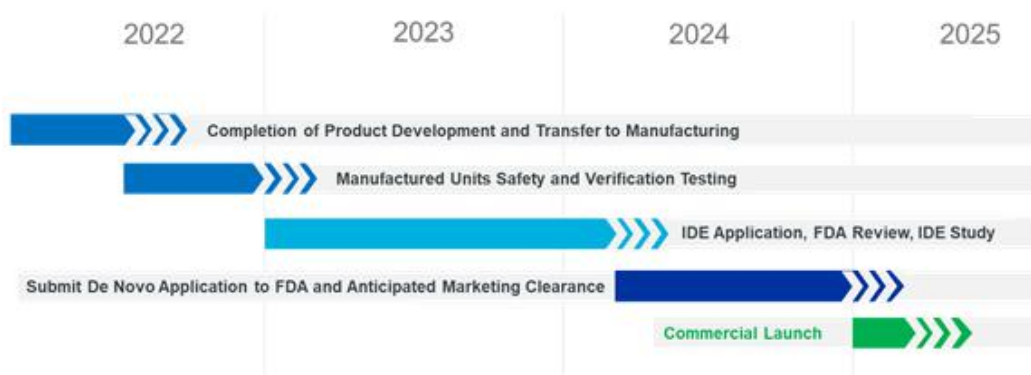 2022 2023 2024 2025
Completion of Product Development and Transfer to Manufacturing
Manufactured Units Safety and Verification Testing
IDE Application, FDA Review, IDE Study
Submit De Novo Application to FDA and Anticipated Marketing Clearance
Commercial Launch